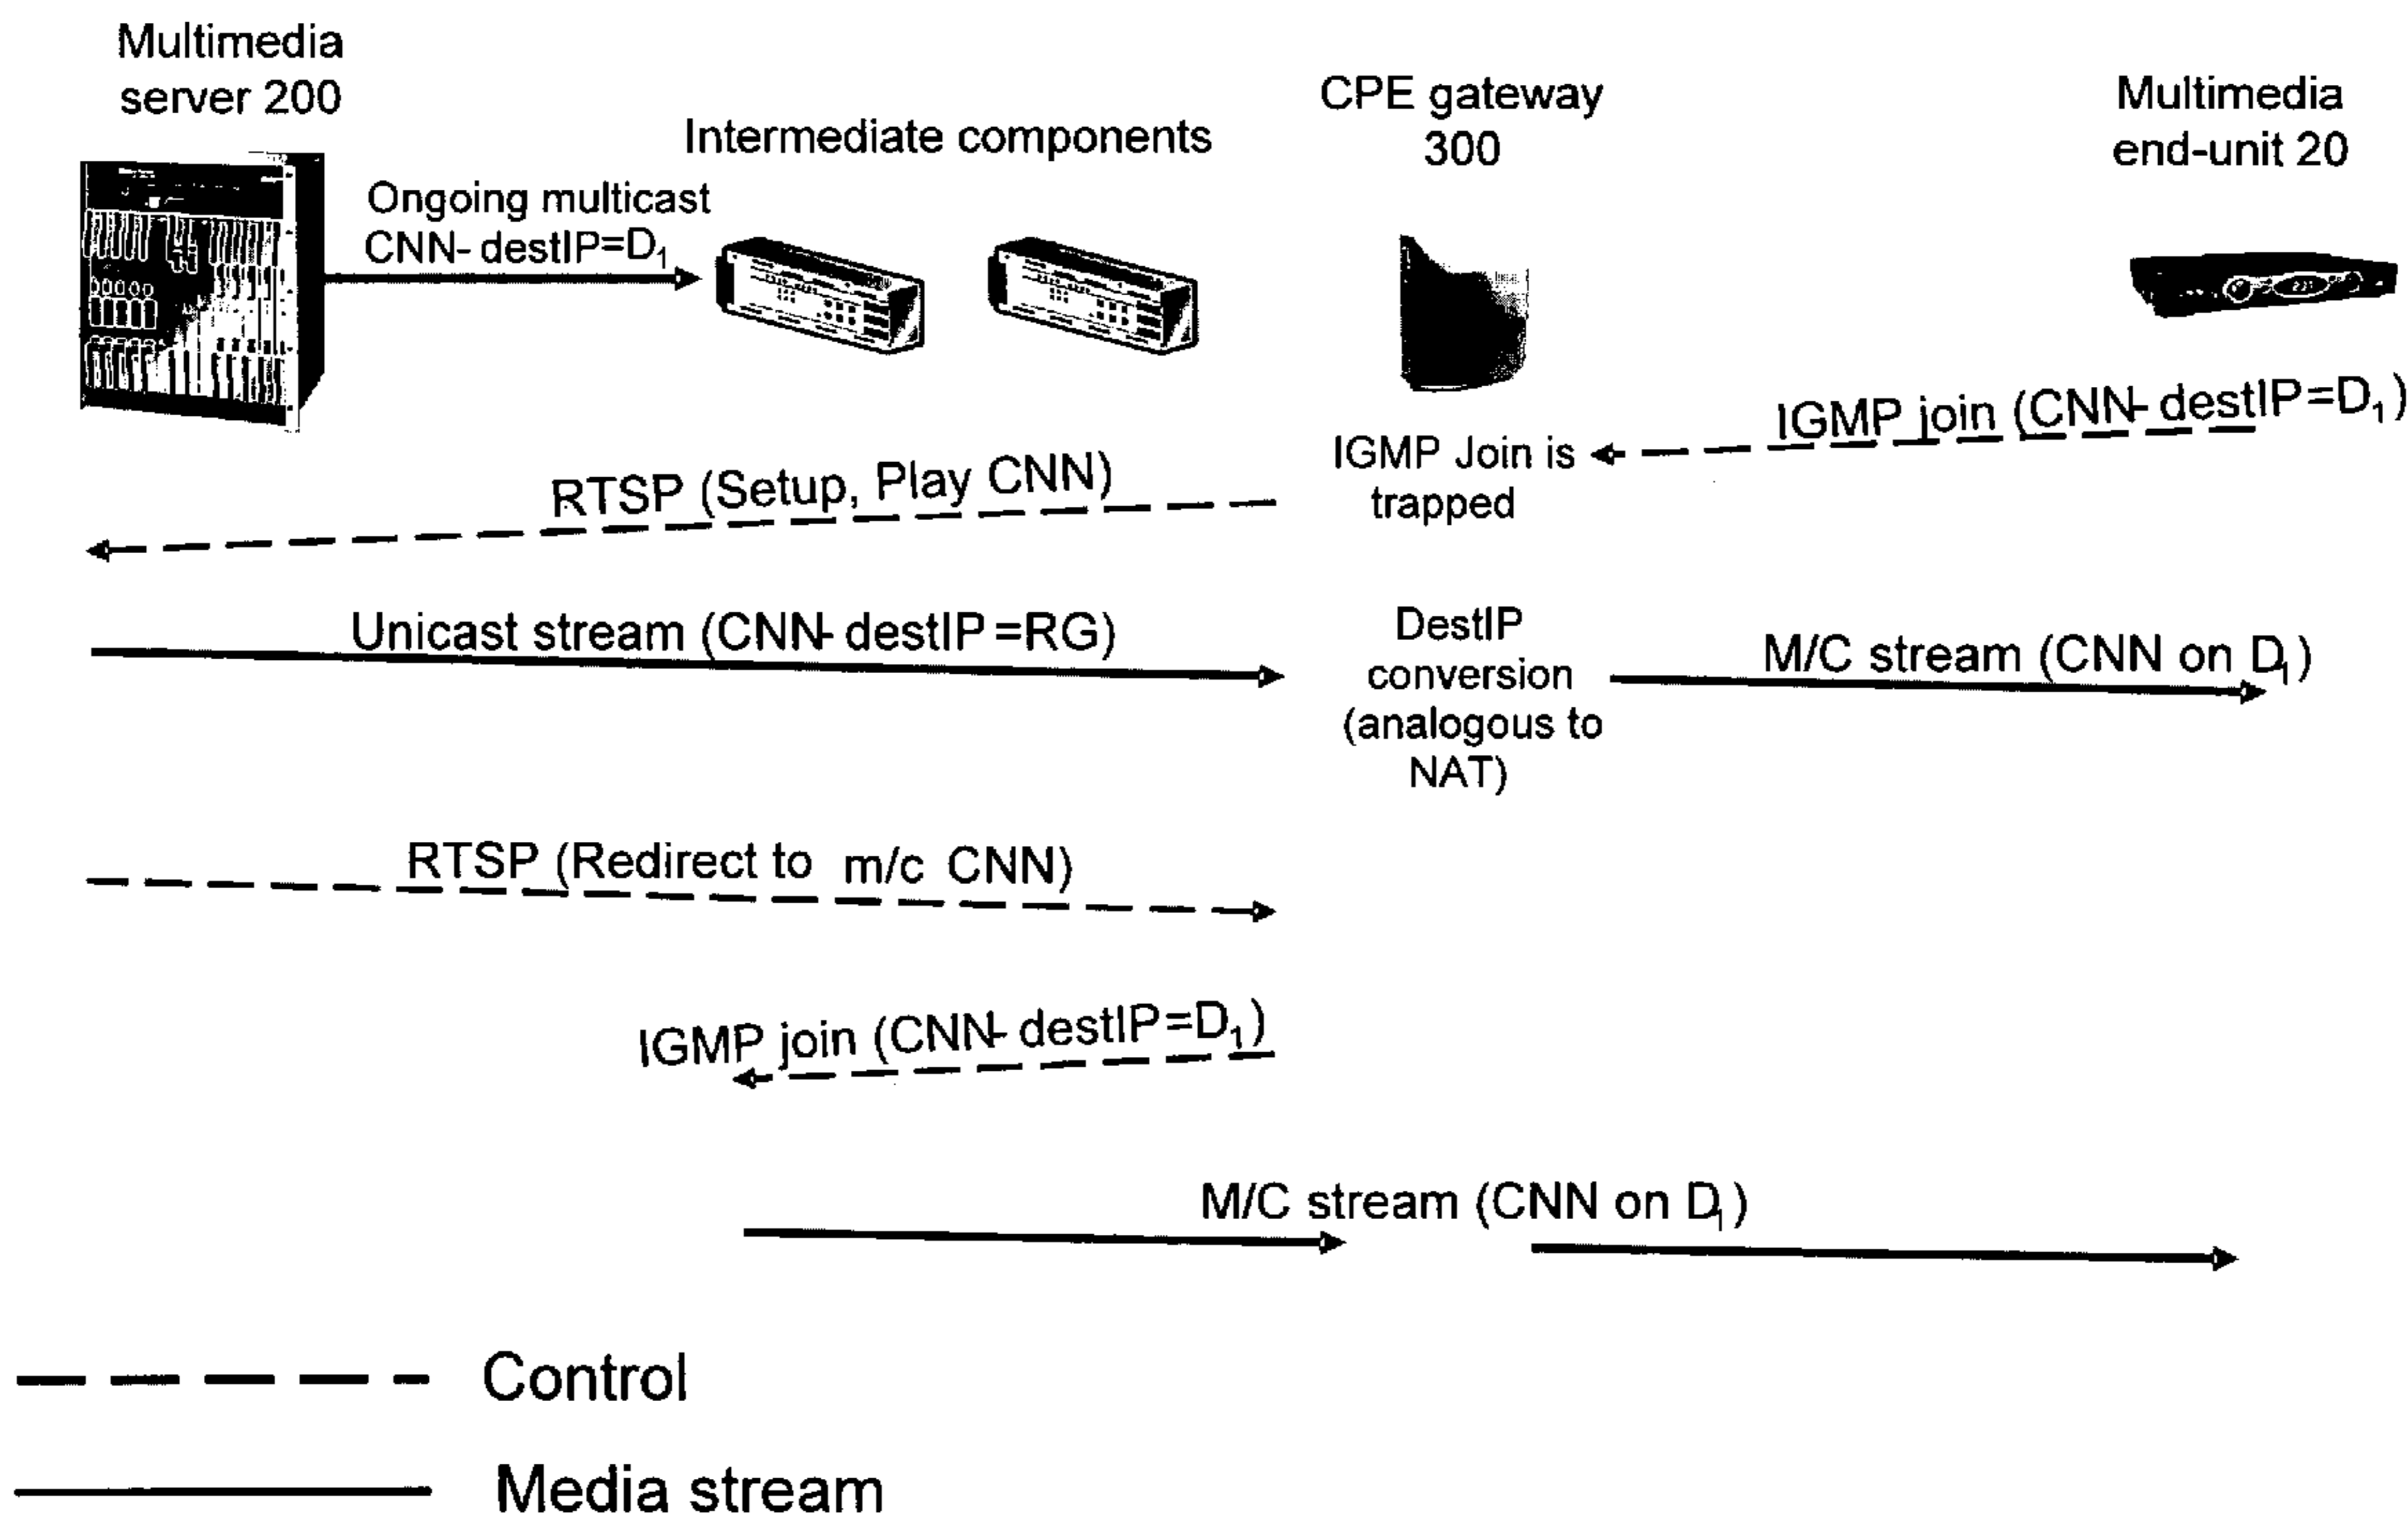 Multimedia
server 200
Intermediate components
CPE gateway
300
Multimedia
end-unit 20
Ongoing multicast
CNN- destIP=D₁
IGMP join (CNN- destIP=D₁)
IGMP Join is
trapped
RTSP (Setup, Play CNN)
Unicast stream (CNN- destIP=RG)
DestIP
conversion
(analogous to
NAT)
M/C stream (CNN on D₁)
RTSP (Redirect to m/c CNN)
IGMP join (CNN- destIP=D₁)
M/C stream (CNN on D₁)
Control
Media stream